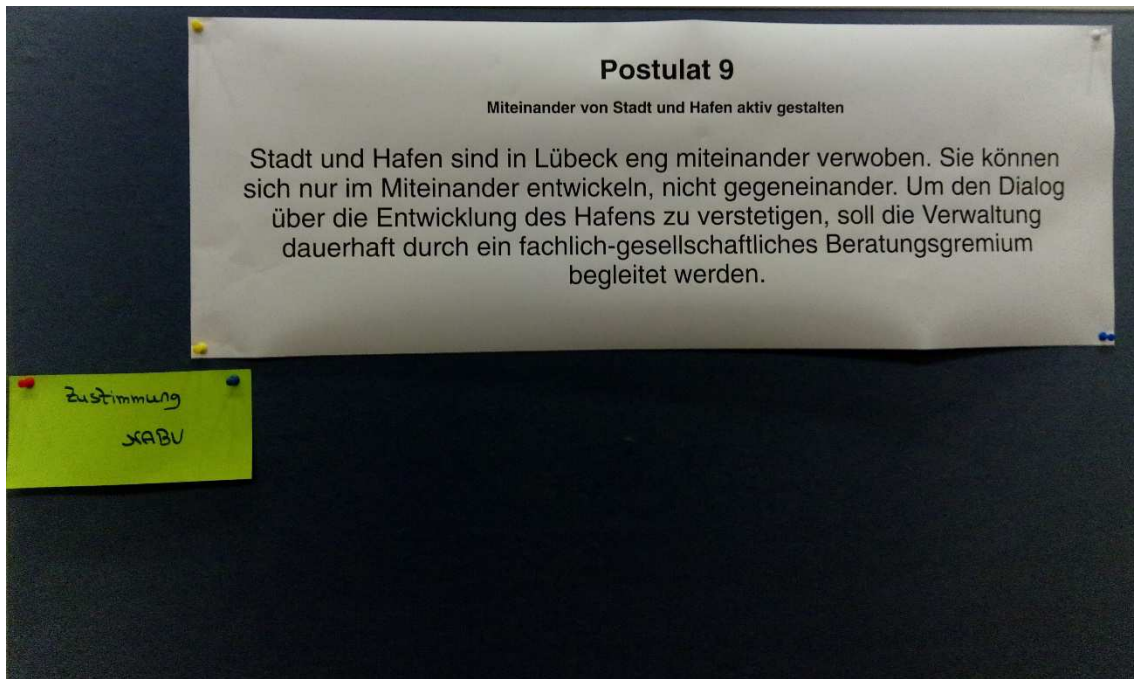 Postulat 9
Miteinander von Stadt und Hafen aktiv gestalten
Stadt und Hafen sind in Lübeck eng miteinander verwoben. Sie können
sich nur im Miteinander entwickeln, nicht gegeneinander. Um den Dialog
über die Entwicklung des Hafens zu verstetigen, soll die Verwaltung
dauerhaft durch ein fachlich-gesellschaftliches Beratungsgremium
begleitet werden.
Zustimmung
NABU